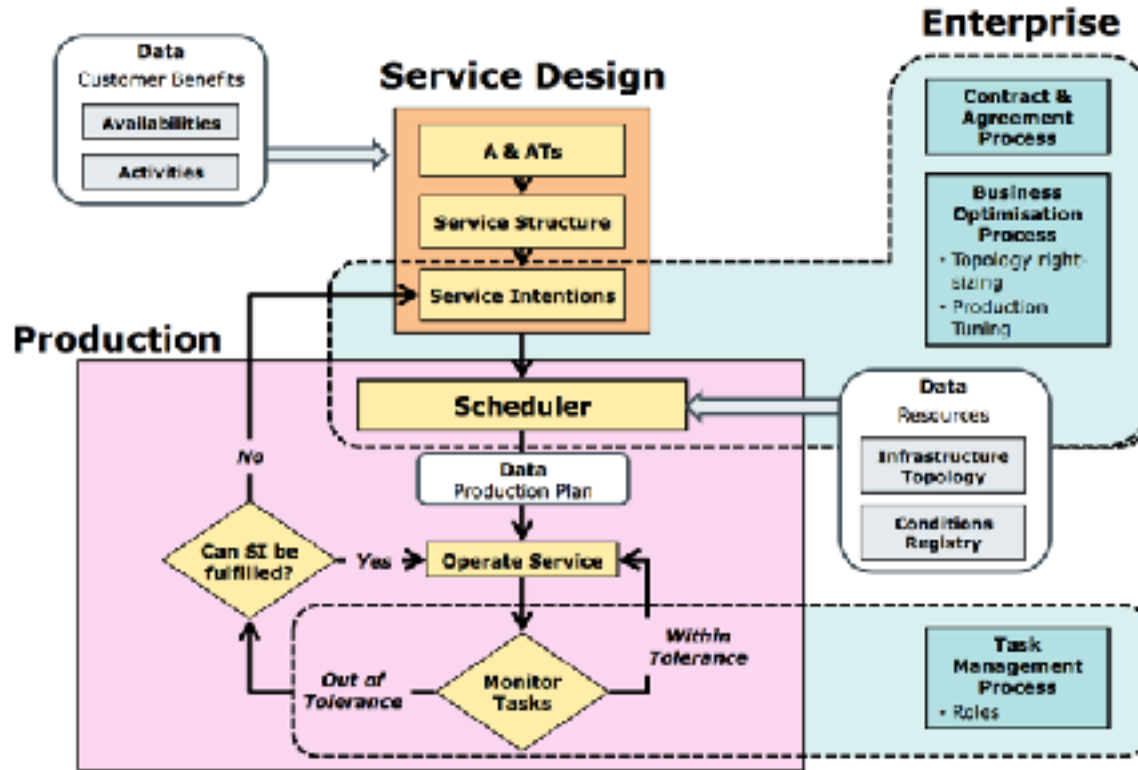 Enterprise
Data
Customer Benefits
Availabilities
Activities
Service Design
A & ATs
Service Structure
Service Intentions
Contract &
Agreement
Process
Business
Optimisation
Process
• Topology right-
sizing
• Production
Tuning
Production
Scheduler
Data
Resources
Infrastructure
Topology
Conditions
Registry
No
Data
Production Plan
Can SI be
fulfilled?
Yes
Operate Service
Within
Tolerance
Out of
Tolerance
Monitor
Tasks
Task
Management
Process
• Roles